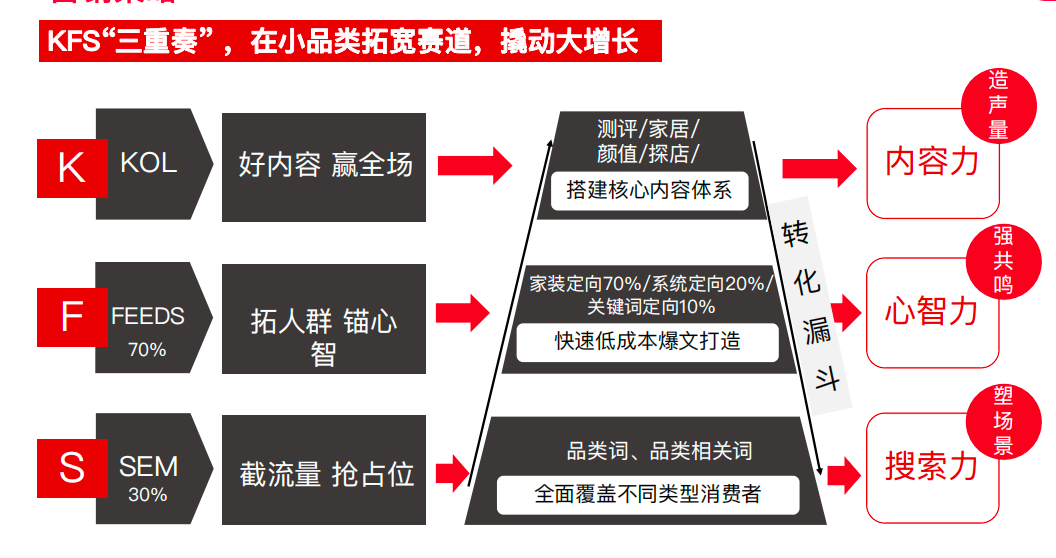 KFS“三重奏”，在小品类拓宽赛道，撬动大增长
K
KOL
好内容 赢全场
测评/家居/
颜值/探店/
搭建核心内容体系
内容力
造
声
量
F
FEEDS
70%
拓人群 锚心
智
家装定向70%/系统定向20%/
关键词定向10%
快速低成本爆文打造
心智力
强
共
鸣
S
SEM
30%
截流量 抢占位
品类词、品类相关词
全面覆盖不同类型消费者
搜索力
塑
场
景
转
化
漏
斗